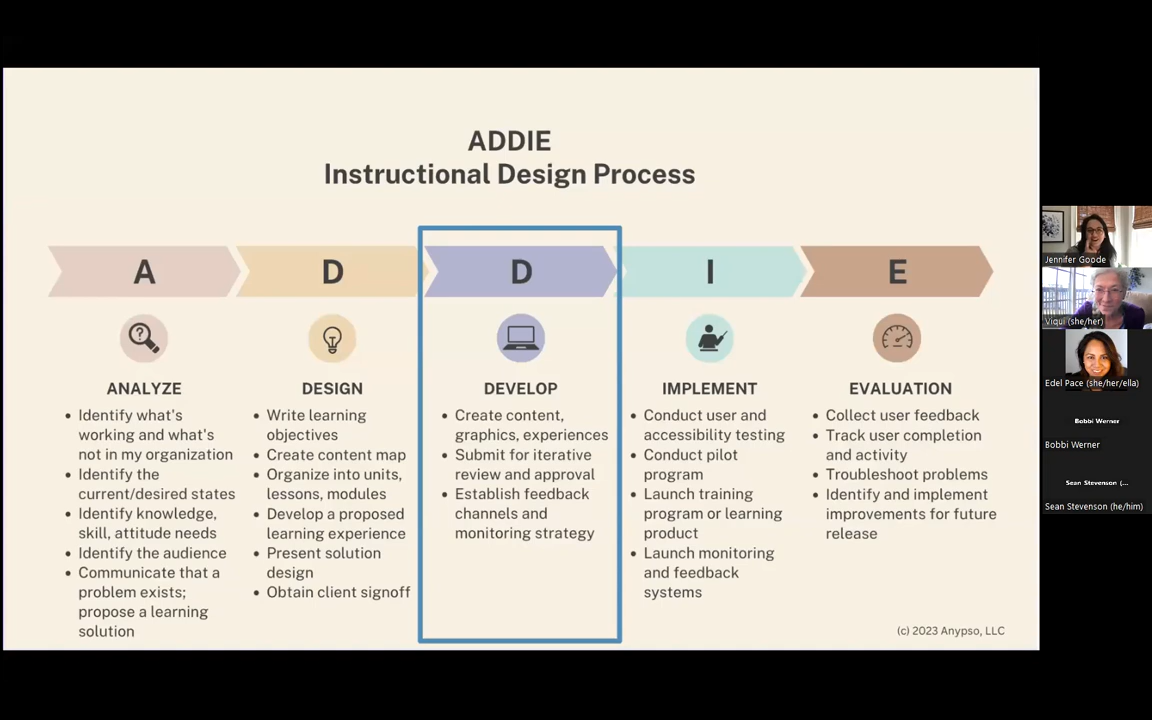 ADDIE
Instructional Design Process
A
D
D
I
E
ANALYZE
• Identify what's
working and what's
not in my organization
• Identify the
current/desired states
• Identify knowledge,
skill, attitude needs
• Identify the audience
• Communicate that a
problem exists;
propose a learning
solution
DESIGN
• Write learning
objectives
• Create content map
• Organize into units,
lessons, modules
• Develop a proposed
learning experience
• Present solution
design
• Obtain client signoff
DEVELOP
• Create content,
graphics, experiences
• Submit for iterative
review and approval
• Establish feedback
channels and
monitoring strategy
IMPLEMENT
• Conduct user and
accessibility testing
• Conduct pilot
program
• Launch training
program or learning
product
• Launch monitoring
and feedback
systems
EVALUATION
• Collect user feedback
• Track user completion
and activity
• Troubleshoot problems
• Identify and implement
improvements for future
release
(c) 2023 Anypso, LLC
Jennifer Goode
Viqui (she/her)
Edel Pace (she/her/ella)
Bobbi Werner
Bobbi Werner
Sean Stevenson (...
Sean Stevenson (he/him)